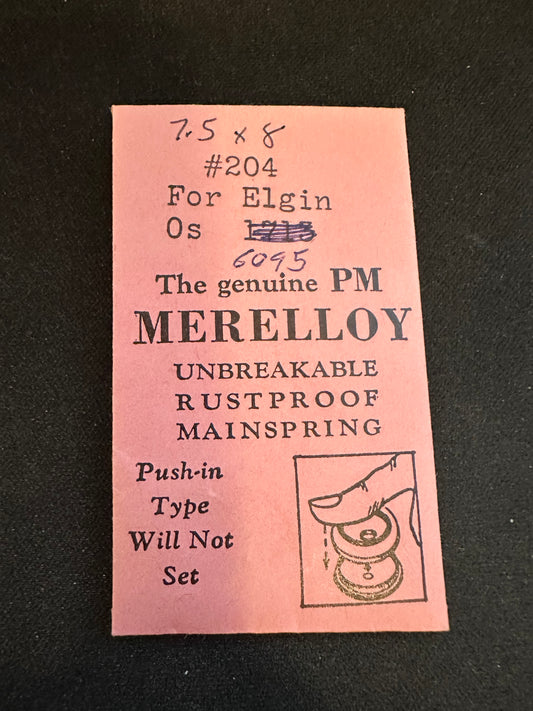 7.5 x 8
#204
For Elgin
Os 1713
6095
The genuine PM
MERELLOY
UNBREAKABLE
RUSTPROOF
MAINSPRING
Push-in
Type
Will Not
Set